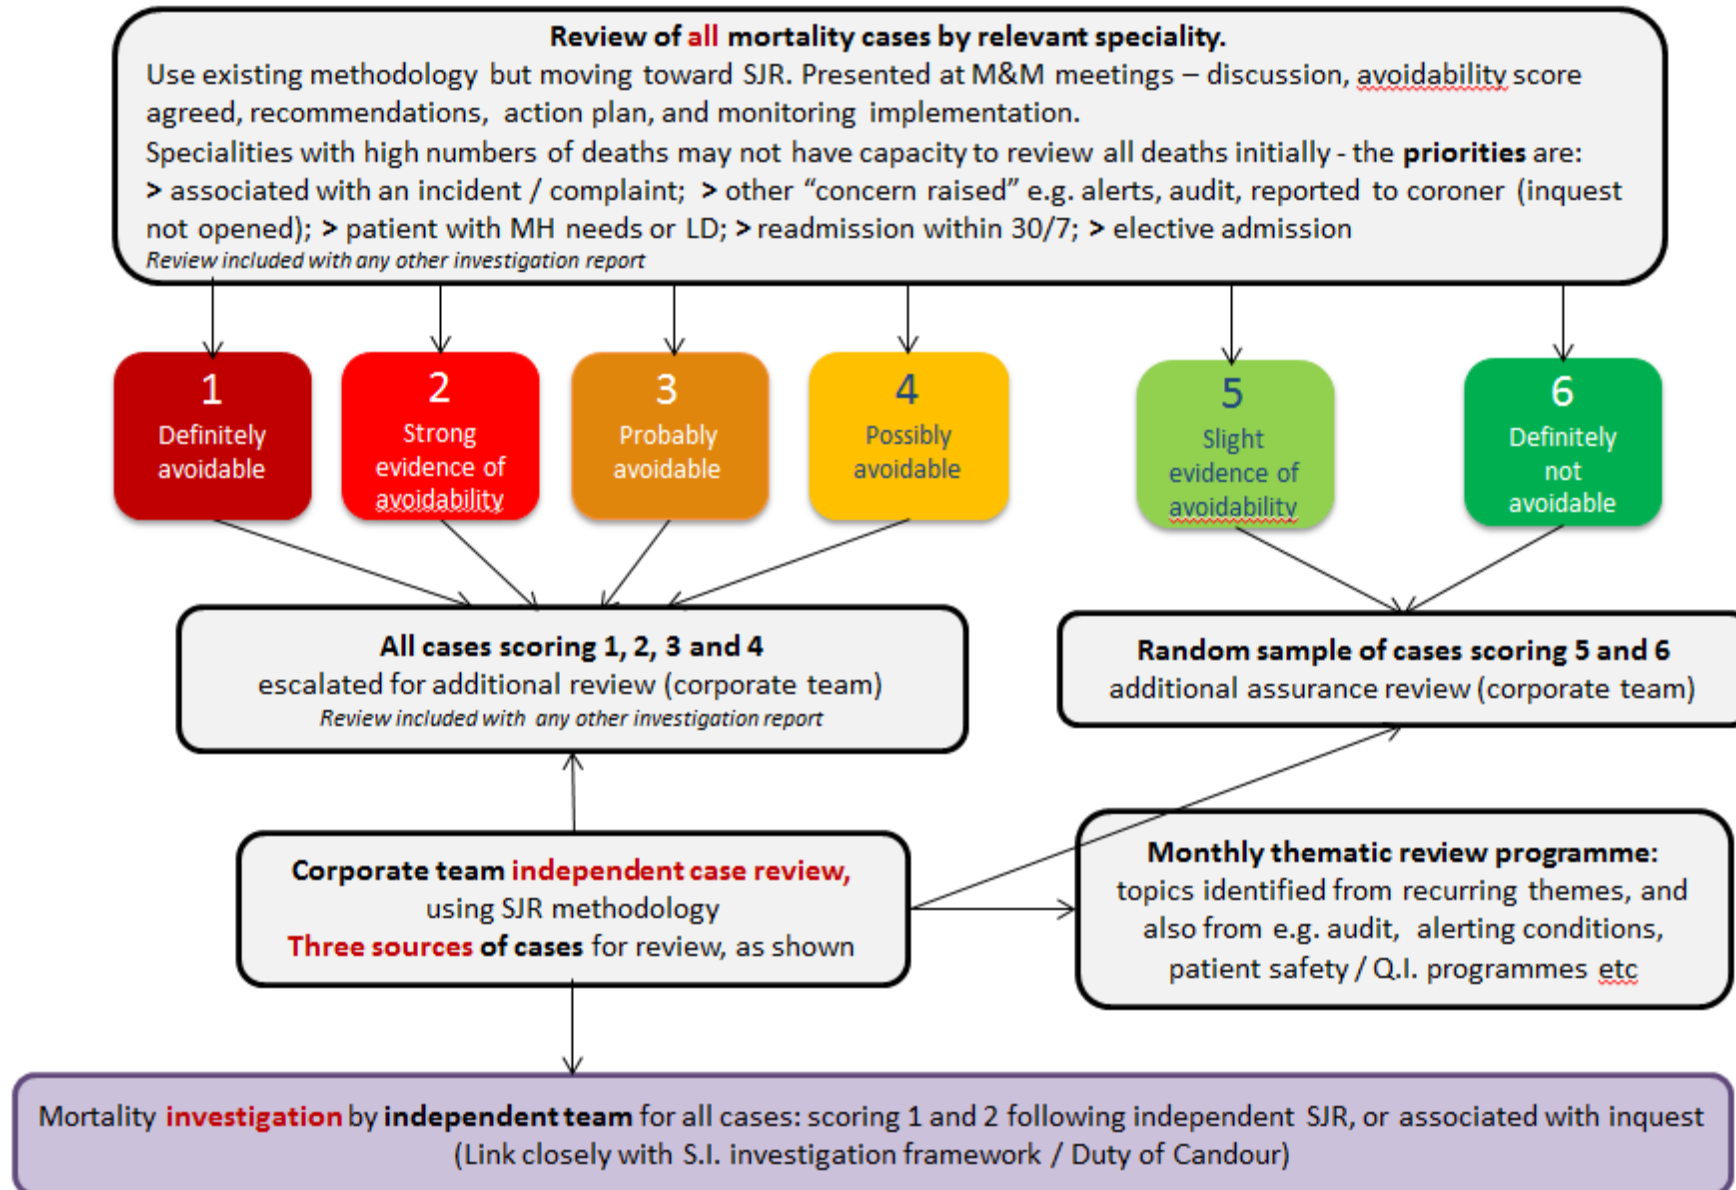 Review of all mortality cases by relevant speciality.
Use existing methodology but moving toward SJR. Presented at M&M meetings – discussion, avoidability score
agreed, recommendations, action plan, and monitoring implementation.
Specialities with high numbers of deaths may not have capacity to review all deaths initially - the priorities are:
> associated with an incident / complaint; > other “concern raised” e.g. alerts, audit, reported to coroner (inquest
not opened); > patient with MH needs or LD; > readmission within 30/7; > elective admission
Review included with any other investigation report
1
Definitely
avoidable
2
Strong
evidence of
avoidability
3
Probably
avoidable
4
Possibly
avoidable
5
Slight
evidence of
avoidability
6
Definitely
not
avoidable
All cases scoring 1, 2, 3 and 4
escalated for additional review (corporate team)
Review included with any other investigation report
Random sample of cases scoring 5 and 6
additional assurance review (corporate team)
Corporate team independent case review,
using SJR methodology
Three sources of cases for review, as shown
Monthly thematic review programme:
topics identified from recurring themes, and
also from e.g. audit, alerting conditions,
patient safety / Q.I. programmes etc
Mortality investigation by independent team for all cases: scoring 1 and 2 following independent SJR, or associated with inquest
(Link closely with S.I. investigation framework / Duty of Candour)